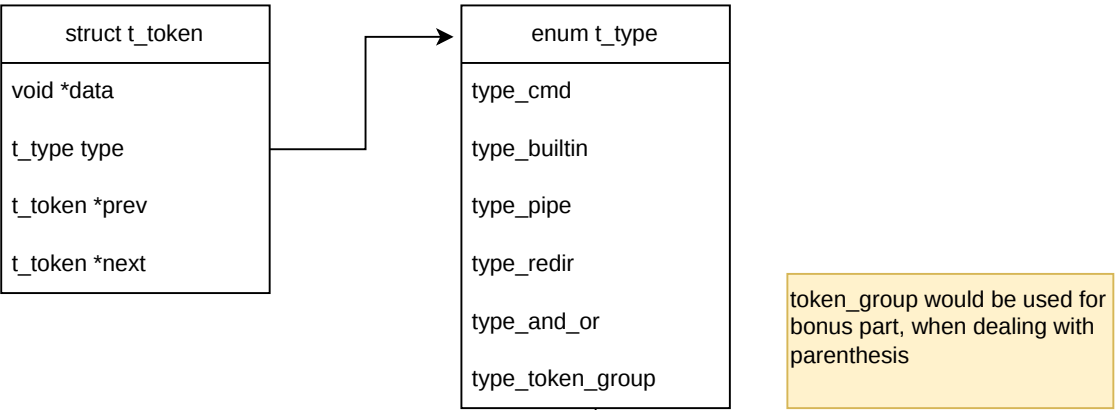 struct t_token
void *data
t_type type
t_token *prev
t_token *next
enum t_type
type_cmd
type_builtin
type_pipe
type_redir
type_and_or
type_token_group
token_group would be used for
bonus part, when dealing with
parenthesis